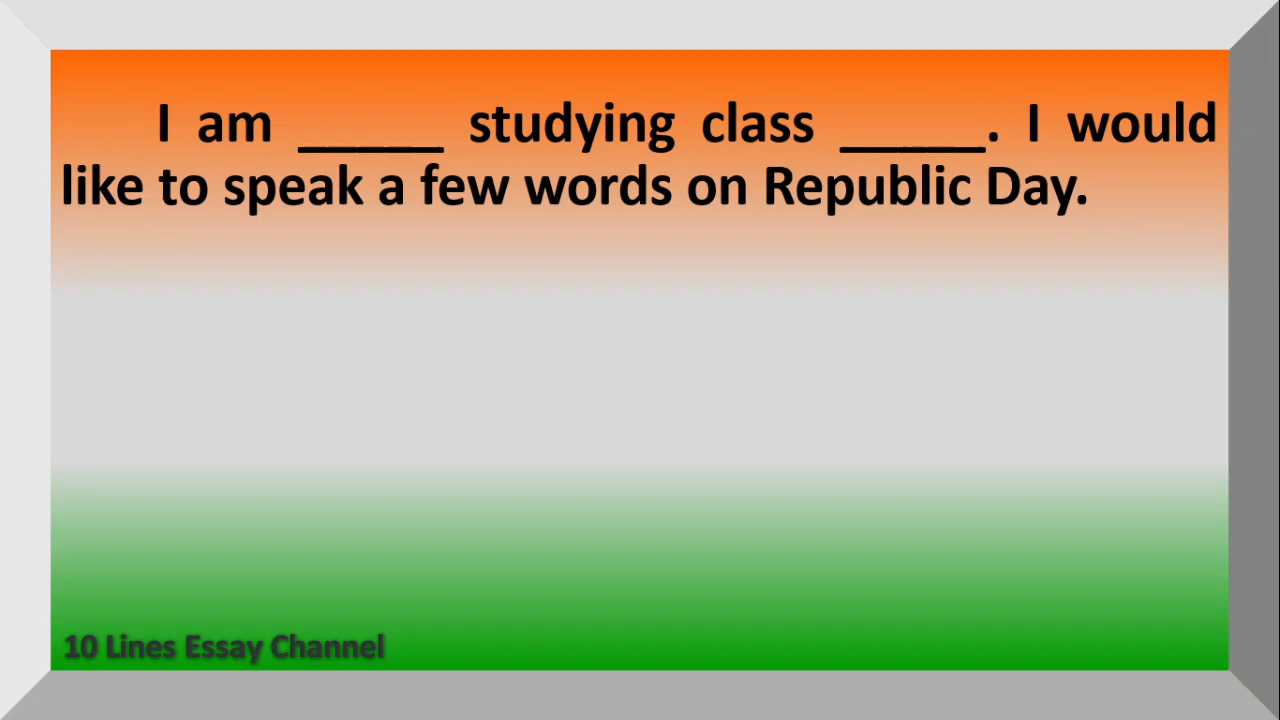 I am _____ studying class _____. I would
like to speak a few words on Republic Day.
10 Lines Essay Channel